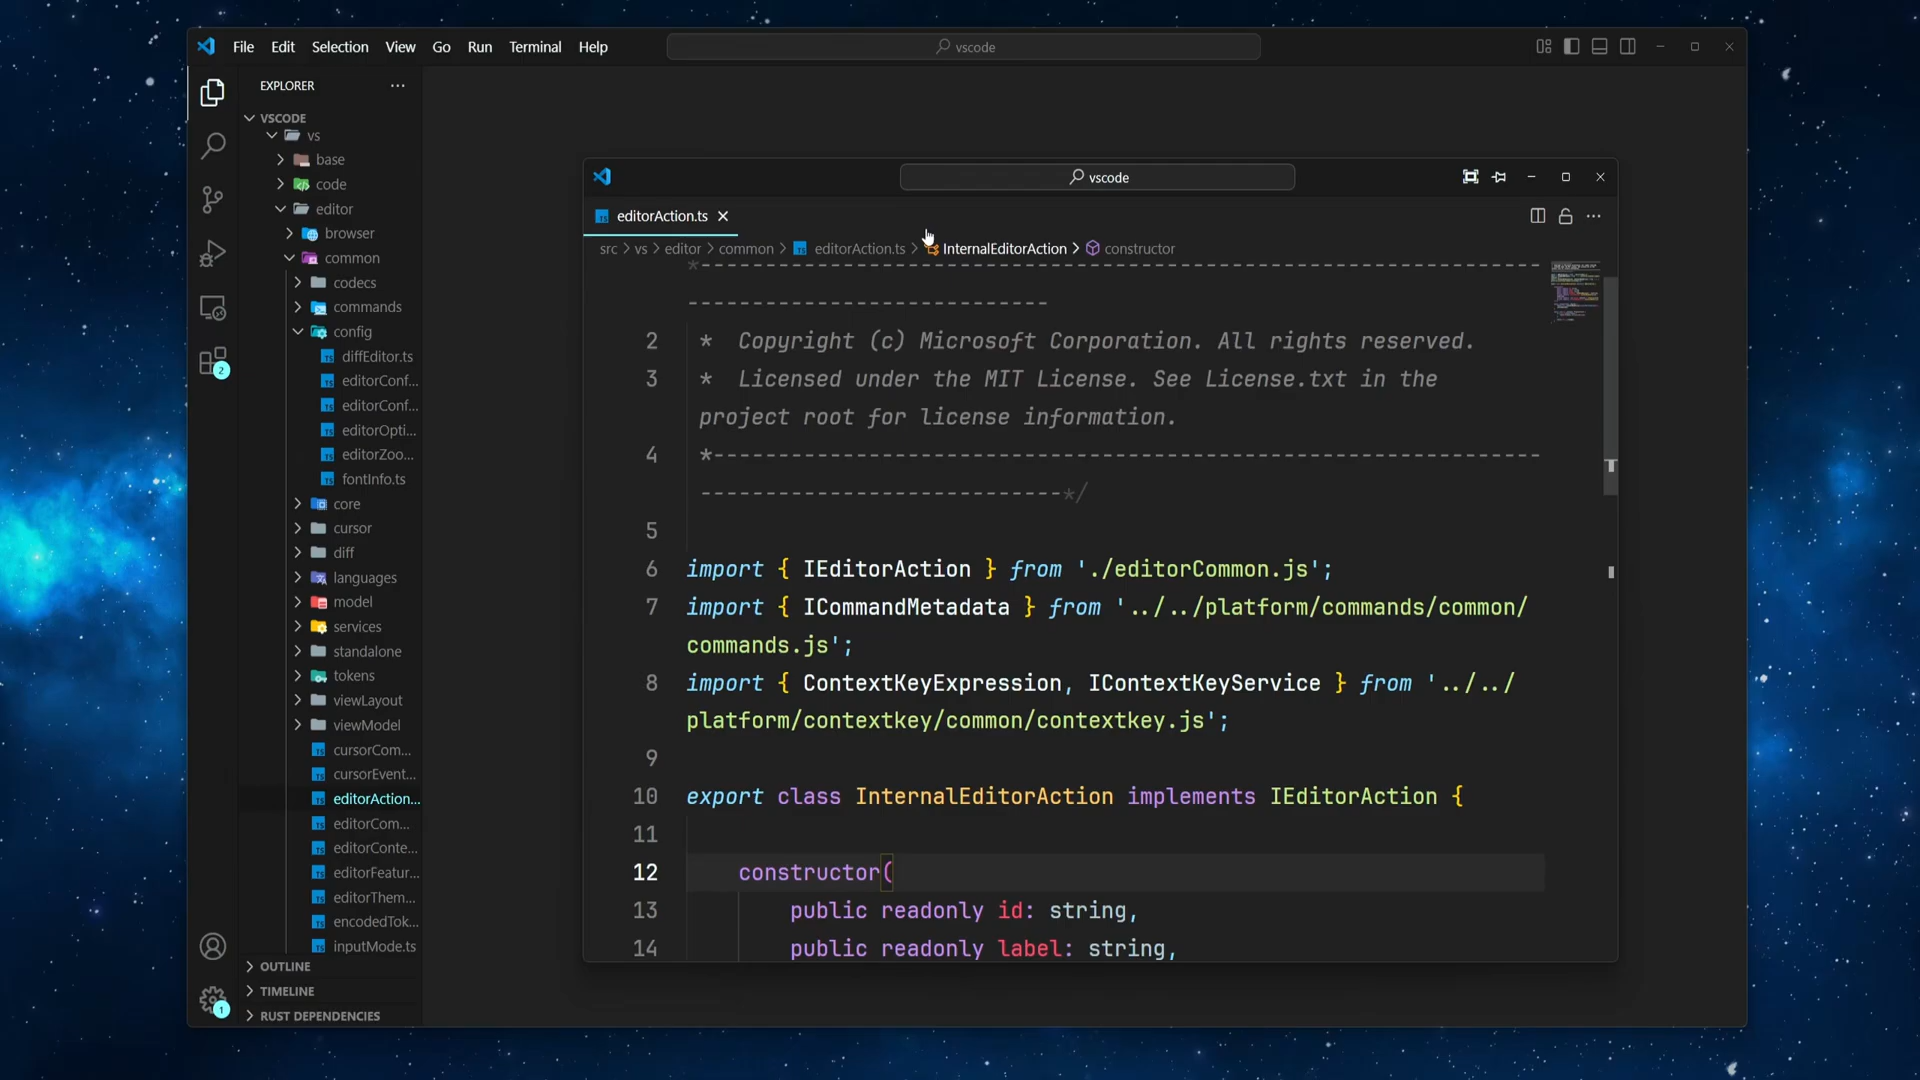 File Edit Selection View Go Run Terminal Help
vscode
EXPLORER
VSCODE
vs
base
code
editor
browser
common
codecs
commands
config
diffEditor.ts
editorConf...
editorConf...
editorOpti...
editorZoo...
fontInfo.ts
core
cursor
diff
languages
model
services
standalone
tokens
viewLayout
viewModel
cursorCom...
cursorEvent...
editorAction...
editorCom...
editorConte...
editorFeatur...
editorThem...
encodedTok...
inputMode.ts
OUTLINE
TIMELINE
RUST DEPENDENCIES
2
1
vscode
editorAction.ts
src > vs > editor > common > editorAction.ts > InternalEditorAction > constructor
*----------------------------------------------------------------
----------------------------
2 * Copyright (c) Microsoft Corporation. All rights reserved.
3 * Licensed under the MIT License. See License.txt in the
project root for license information.
4 *----------------------------------------------------------------
----------------------------*/
5
6 import { IEditorAction } from './editorCommon.js';
7 import { ICommandMetadata } from '../../platform/commands/common/
commands.js';
8 import { ContextKeyExpression, IContextKeyService } from '../../
platform/contextkey/common/contextkey.js';
9
10 export class InternalEditorAction implements IEditorAction {
11
12 constructor(
13 public readonly id: string,
14 public readonly label: string,